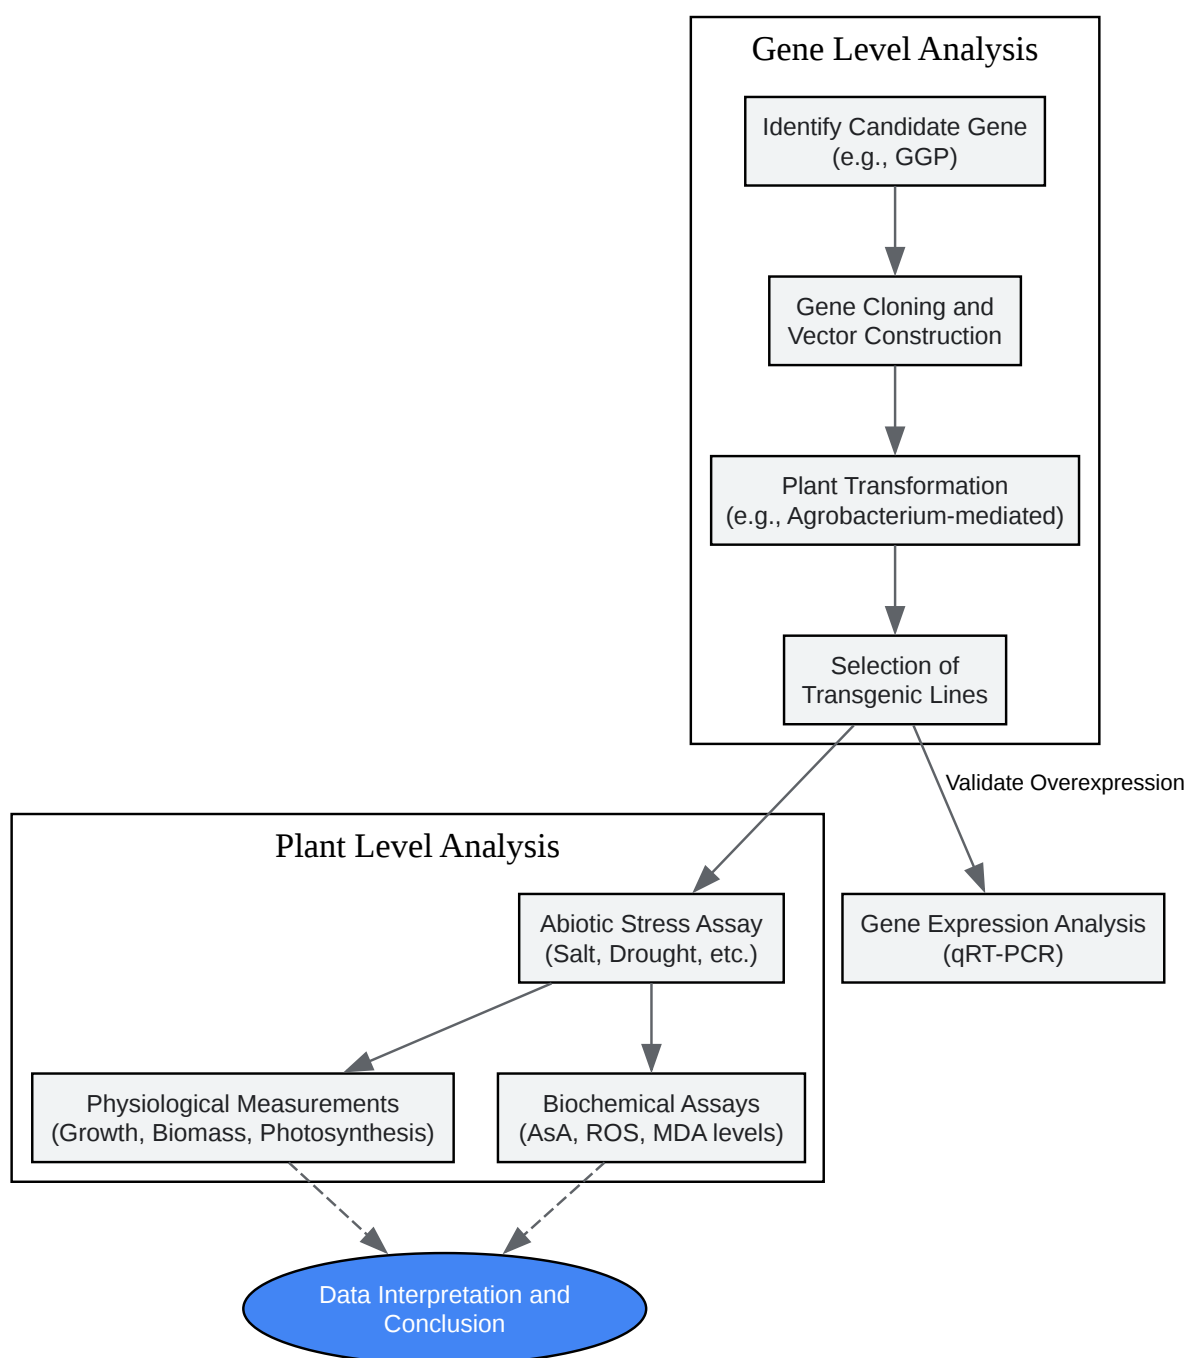 Gene Level Analysis
Identify Candidate Gene
(e.g., GGP)
Gene Cloning and
Vector Construction
Plant Transformation
(e.g., Agrobacterium-mediated)
Selection of
Transgenic Lines
Validate Overexpression
Plant Level Analysis
Abiotic Stress Assay
(Salt, Drought, etc.)
Gene Expression Analysis
(qRT-PCR)
Physiological Measurements
(Growth, Biomass, Photosynthesis)
Biochemical Assays
(AsA, ROS, MDA levels)
Data Interpretation and
Conclusion